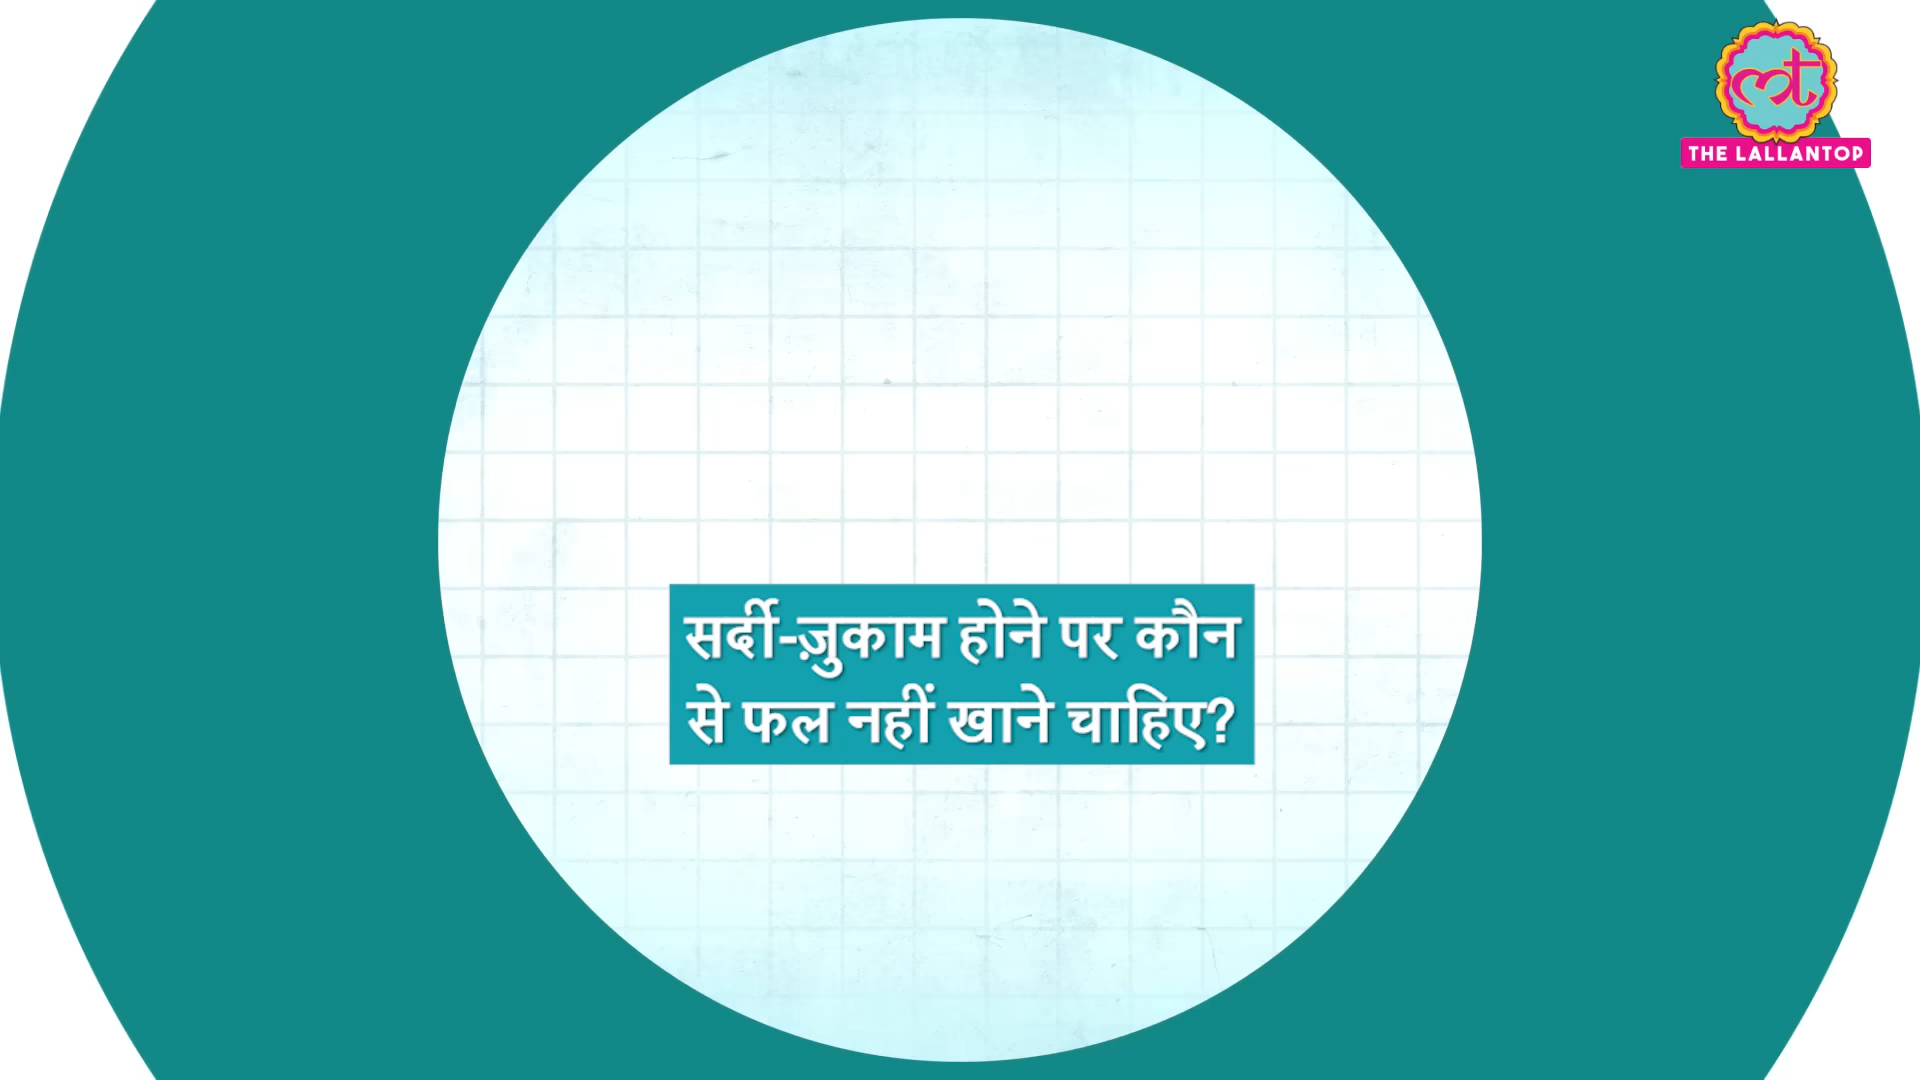 THE LALLANTOP
सर्दी-ज़ुकाम होने पर कौन
से फल नहीं खाने चाहिए?